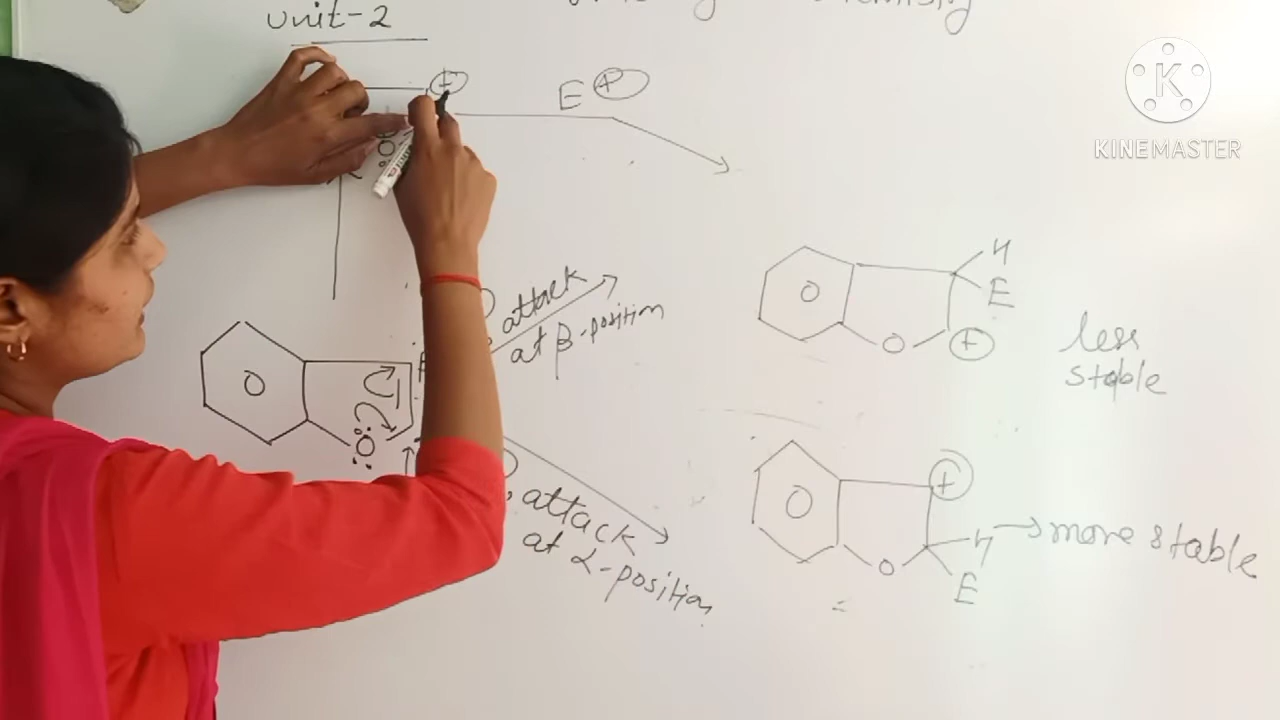 Unit-2
E +
K
KINEMASTER
attack
at β-position
H
E
O
O
+
less
stable
O
O
attack
at α-position
+
O
H
→ more stable
O
E
=